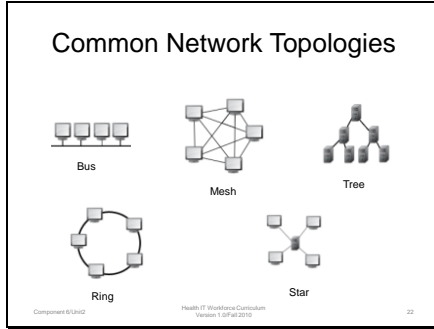 Common Network Topologies
Bus
Mesh
Tree
Ring
Star
Component 6/Unit2
Health IT Workforce Curriculum
Version 1.0/Fall 2010
22